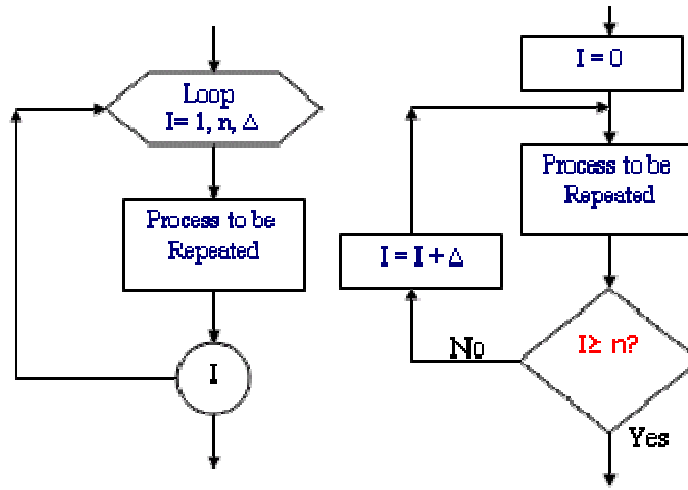 Loop
I= 1, n, Δ
Process to be
Repeated
I
I = 0
Process to be
Repeated
I = I + Δ
I≥ n?
No
Yes